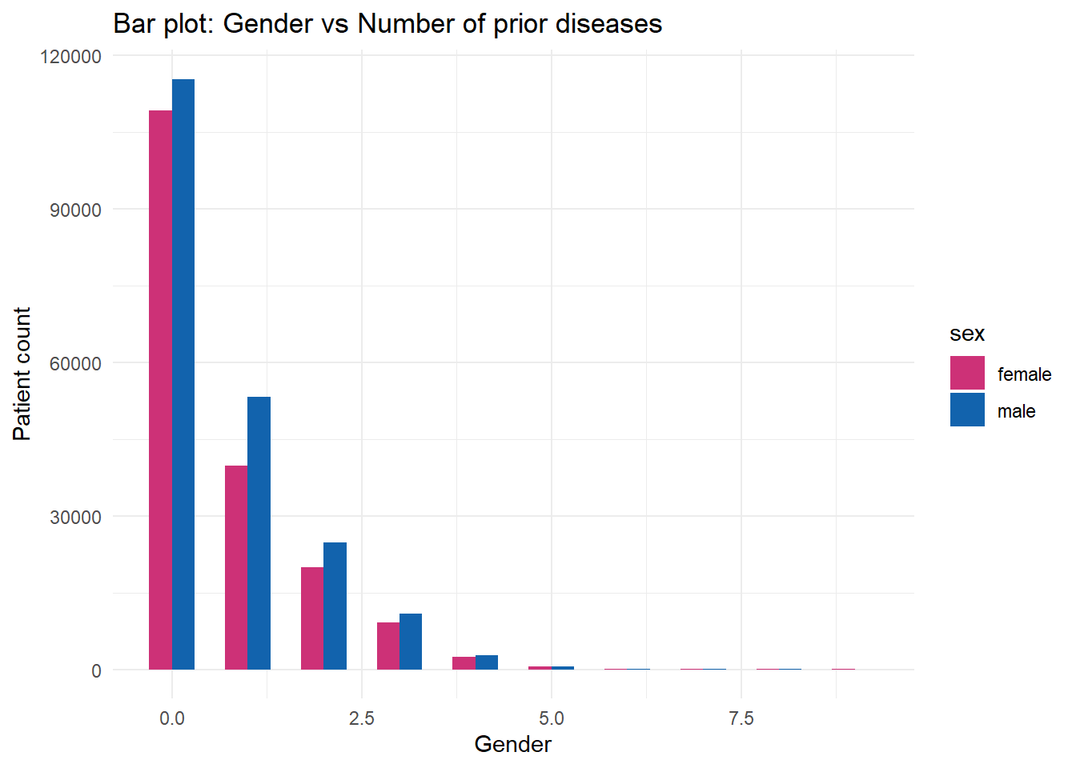 Bar plot: Gender vs Number of prior diseases
120000
90000
60000
30000
0
Patient count
0.0
2.5
5.0
7.5
Gender
sex
female
male